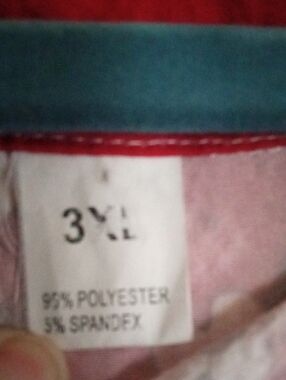 3XL
95% POLYESTER
5% SPANDEX